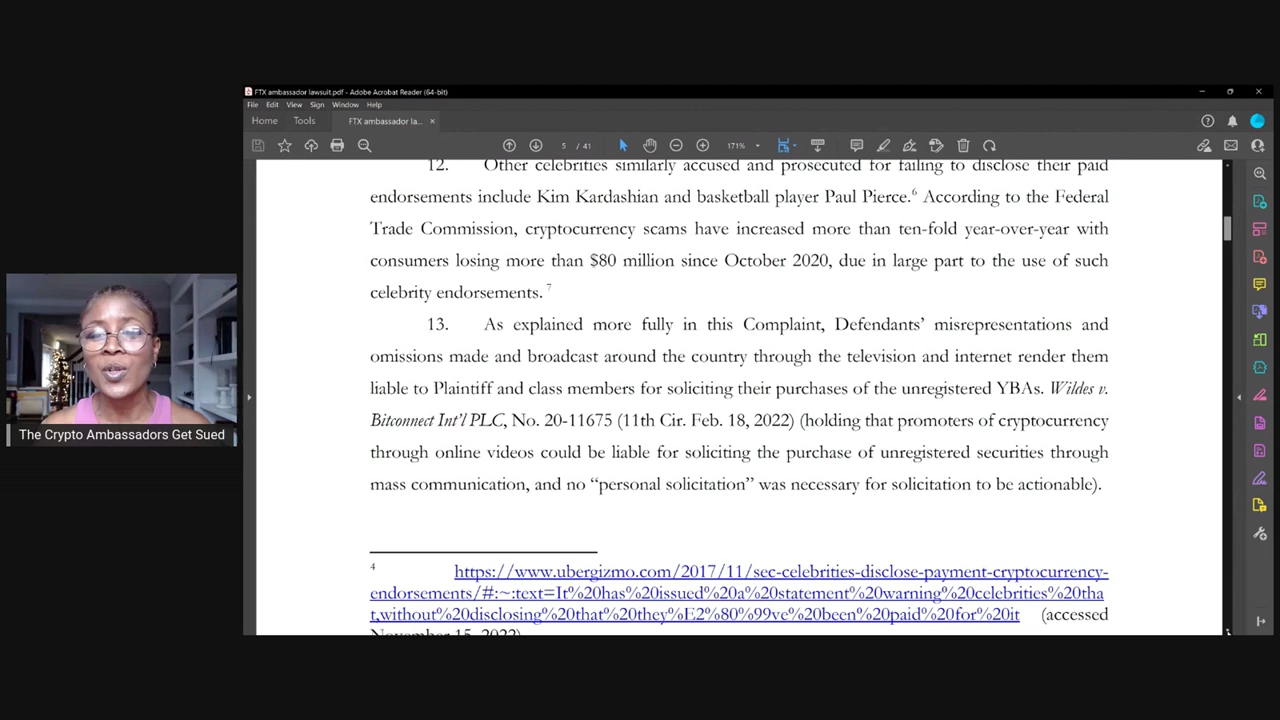 FTX ambassador lawsuit.pdf - Adobe Acrobat Reader (64-bit)
File Edit View Sign Window Help
Home Tools FTX ambassador la... ×
5 / 41 171%
12. Other celebrities similarly accused and prosecuted for failing to disclose their paid
endorsements include Kim Kardashian and basketball player Paul Pierce.6 According to the Federal
Trade Commission, cryptocurrency scams have increased more than ten-fold year-over-year with
consumers losing more than $80 million since October 2020, due in large part to the use of such
celebrity endorsements. 7
13. As explained more fully in this Complaint, Defendants’ misrepresentations and
omissions made and broadcast around the country through the television and internet render them
liable to Plaintiff and class members for soliciting their purchases of the unregistered YBAs. Wildes v.
Bitconnect Int’l PLC, No. 20-11675 (11th Cir. Feb. 18, 2022) (holding that promoters of cryptocurrency
through online videos could be liable for soliciting the purchase of unregistered securities through
mass communication, and no “personal solicitation” was necessary for solicitation to be actionable).
4 https://www.ubergizmo.com/2017/11/sec-celebrities-disclose-payment-cryptocurrency-
endorsements/#:~:text=It%20has%20issued%20a%20statement%20warning%20celebrities%20tha
t,without%20disclosing%20that%20they%E2%80%99ve%20been%20paid%20for%20it (accessed
November 15, 2022)
The Crypto Ambassadors Get Sued